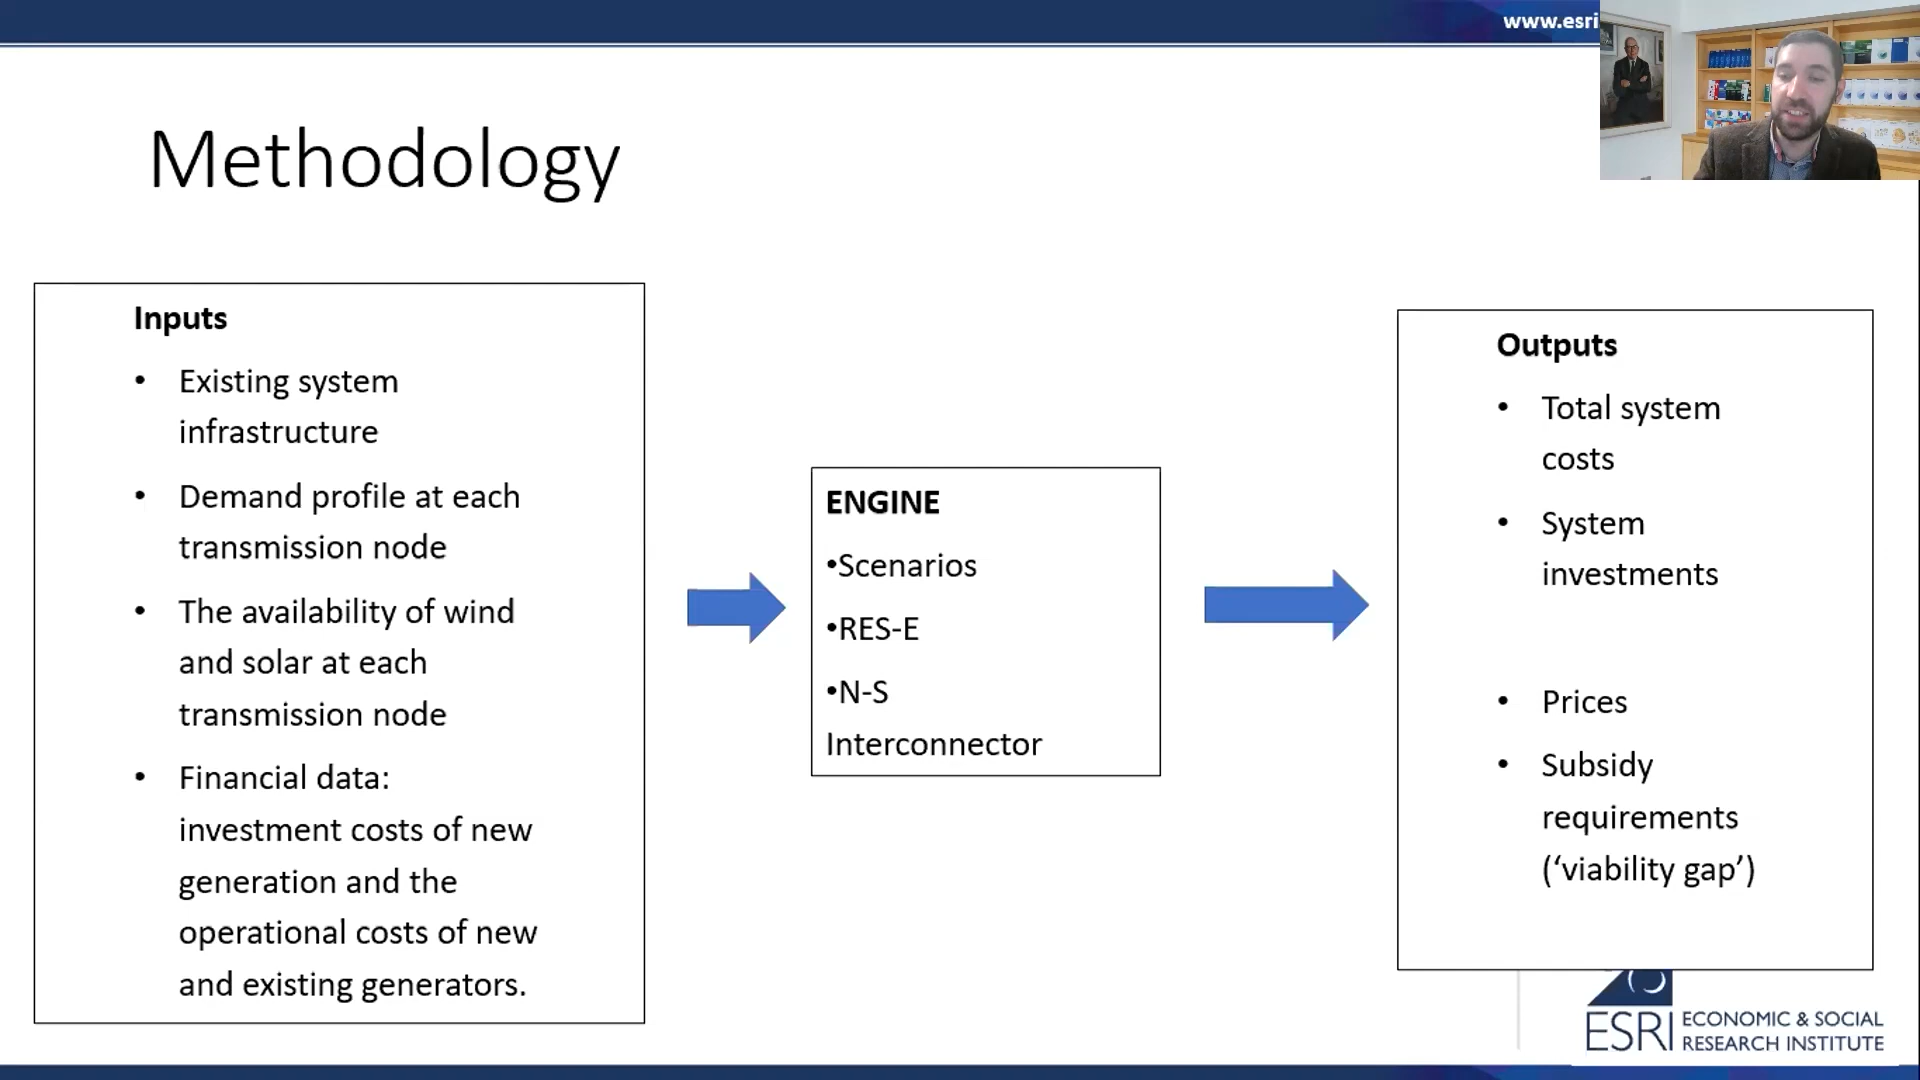 www.esri
Methodology
Inputs
• Existing system
infrastructure
• Demand profile at each
transmission node
• The availability of wind
and solar at each
transmission node
• Financial data:
investment costs of new
generation and the
operational costs of new
and existing generators.
ENGINE
•Scenarios
•RES-E
•N-S
Interconnector
Outputs
• Total system
costs
• System
investments
• Prices
• Subsidy
requirements
(‘viability gap’)
ESRI ECONOMIC & SOCIAL
RESEARCH INSTITUTE